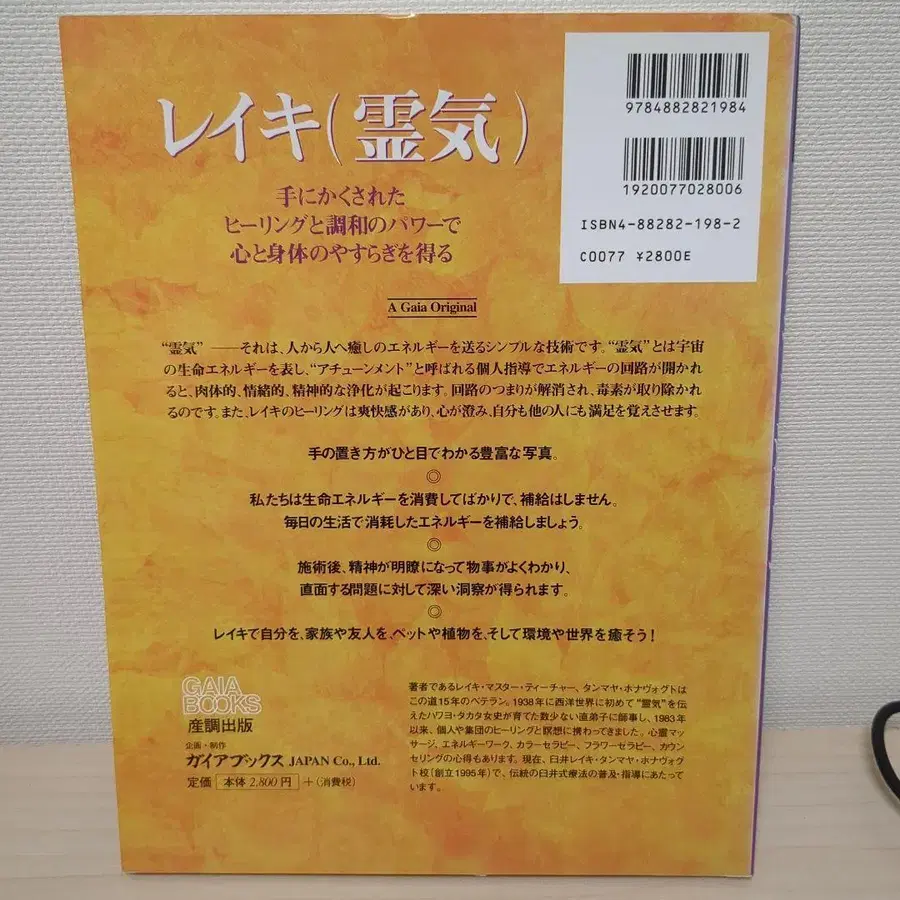 9784882821984
1920077028006
ISBN4-88282-198-2
C0077 ¥2800E
レイキ(霊気)
手にかくされた
ヒーリングと調和のパワーで
心と身体のやすらぎを得る
A Gaia Original
“霊気” ——それは、人から人へ癒しのエネルギーを送るシンプルな技術です。“霊気”とは宇宙
の生命エネルギーを表し、“アチューンメント”と呼ばれる個人指導でエネルギーの回路が開かれ
ると、肉体的、情緒的、精神的な浄化が起こります。回路のつまりが解消され、毒素が取り除かれ
るのです。また、レイキのヒーリングは爽快感があり、心が澄み、自分も他の人にも満足を覚えさせます。
手の置き方がひと目でわかる豊富な写真。
◎
私たちは生命エネルギーを消費してばかりで、補給はしません。
毎日の生活で消耗したエネルギーを補給しましょう。
◎
施術後、精神が明瞭になって物事がよくわかり、
直面する問題に対して深い洞察が得られます。
◎
レイキで自分を、家族や友人を、ペットや植物を、そして環境や世界を癒そう!
GAIA
BOOKS
産調出版
企画・制作
ガイアブックス JAPAN Co., Ltd.
定価 本体 2,800円 +(消費税)
著者であるレイキ・マスター・ティーチャー、タンマヤ・ホナヴォグトは
この道15年のベテラン。1938年に西洋世界に初めて“霊気”を伝
えたハワヨ・タカタ女史が育てた数少ない直弟子に師事し、1983年
以来、個人や集団のヒーリングと瞑想に携わってきました。心霊マッ
サージ、エネルギーワーク、カラーセラピー、フラワーセラピー、カウン
セリングの心得もあります。現在、臼井レイキ・タンマヤ・ホナヴォグ
ト校(創立1995年)で、伝統の臼井式療法の普及・指導にあたって
います。